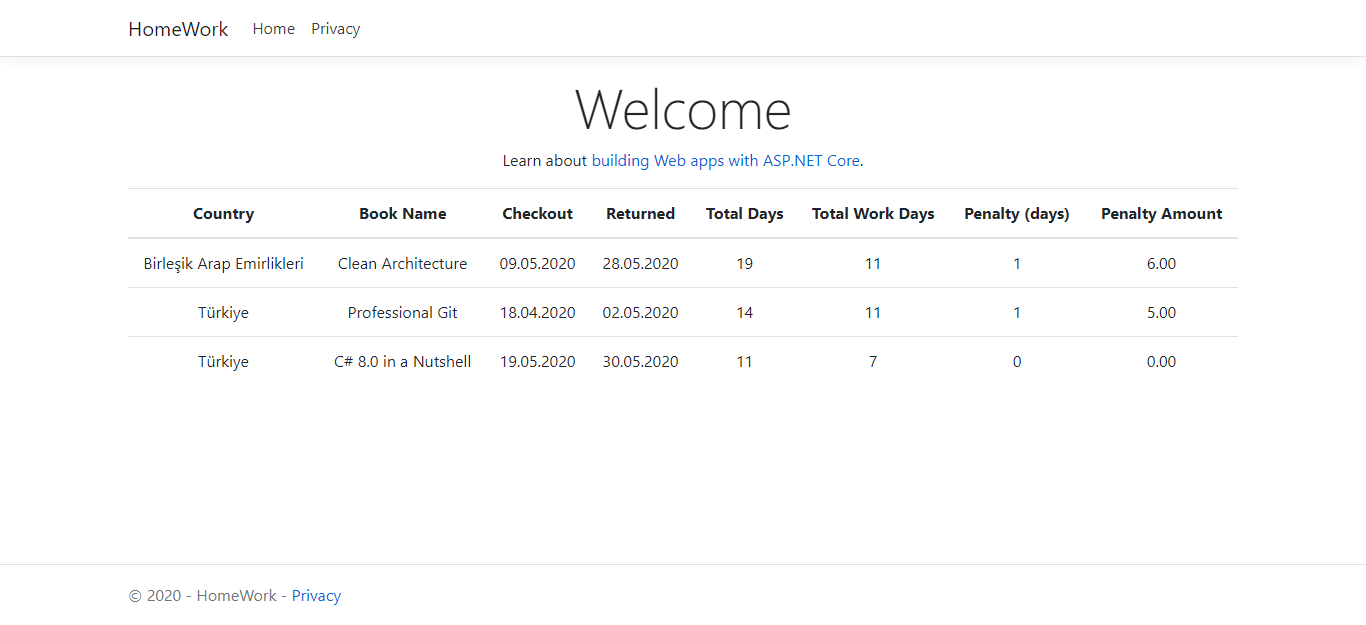 HomeWork Home Privacy
Welcome
Learn about building Web apps with ASP.NET Core.
Country Book Name Checkout Returned Total Days Total Work Days Penalty (days) Penalty Amount
Birleşik Arap Emirlikleri Clean Architecture 09.05.2020 28.05.2020 19 11 1 6.00
Türkiye Professional Git 18.04.2020 02.05.2020 14 11 1 5.00
Türkiye C# 8.0 in a Nutshell 19.05.2020 30.05.2020 11 7 0 0.00
© 2020 - HomeWork - Privacy